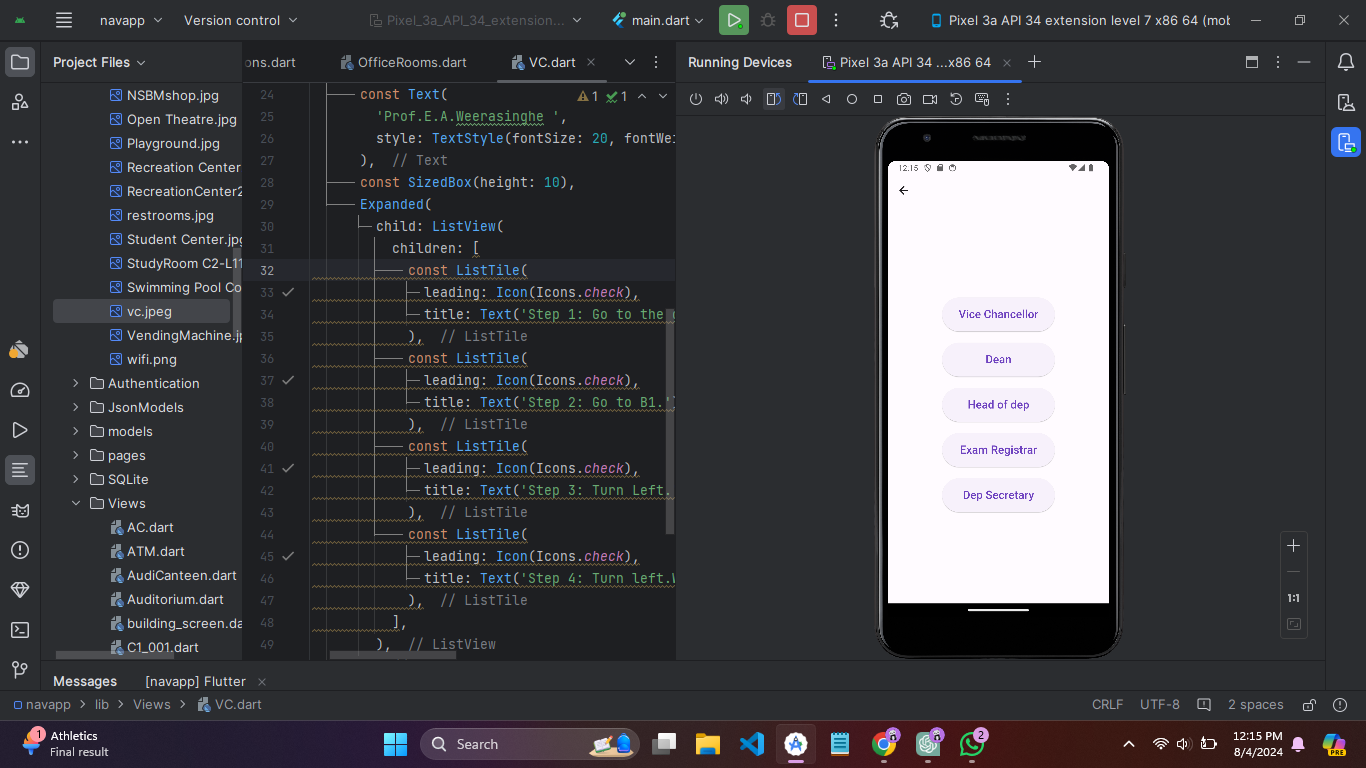 navapp
Version control
Pixel_3a_API_34_extension...
main.dart
Pixel 3a API 34 extension level 7 x86 64 (mot
Project Files
ons.dart
OfficeRooms.dart
VC.dart
Running Devices
Pixel 3a API 34 ...x86 64
NSBMshop.jpg
Open Theatre.jpg
Playground.jpg
Recreation Center
RecreationCenter2
restrooms.jpg
Student Center.jpg
StudyRoom C2-L11
Swimming Pool Co
vc.jpeg
VendingMachine.jp
wifi.png
Authentication
JsonModels
models
pages
SQLite
Views
AC.dart
ATM.dart
AudiCanteen.dart
Auditorium.dart
building_screen.da
C1_001.dart
1 1
24 const Text(
25 'Prof.E.A.Weerasinghe ',
26 style: TextStyle(fontSize: 20, fontWei
27 ), // Text
28 const SizedBox(height: 10),
29 Expanded(
30 child: ListView(
31 children: [
32 const ListTile(
33 leading: Icon(Icons.check),
34 title: Text('Step 1: Go to the
35 ), // ListTile
36 const ListTile(
37 leading: Icon(Icons.check),
38 title: Text('Step 2: Go to B1.')
39 ), // ListTile
40 const ListTile(
41 leading: Icon(Icons.check),
42 title: Text('Step 3: Turn Left.
43 ), // ListTile
44 const ListTile(
45 leading: Icon(Icons.check),
46 title: Text('Step 4: Turn left.
47 ), // ListTile
48 ],
49 ), // ListView
12:15
Vice Chancellor
Dean
Head of dep
Exam Registrar
Dep Secretary
1:1
Messages
[navapp] Flutter
navapp > lib > Views > VC.dart
CRLF
UTF-8
2 spaces
1
Athletics
Final result
Search
2
PRE
12:15 PM
8/4/2024